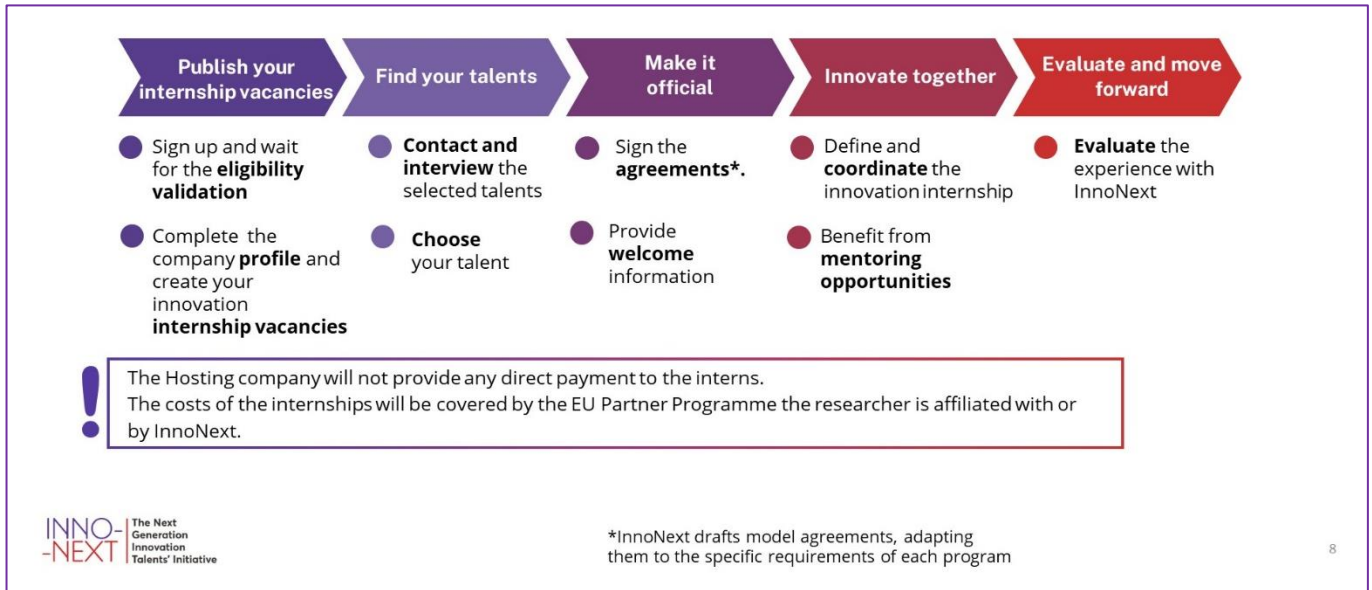 Publish your
internship vacancies
Find your talents
Make it
official
Innovate together
Evaluate and move
forward
Sign up and wait
for the eligibility
validation
Complete the
company profile and
create your
innovation
internship vacancies
Contact and
interview the
selected talents
Choose
your talent
Sign the
agreements*.
Provide
welcome
information
Define and
coordinate the
innovation internship
Benefit from
mentoring
opportunities
Evaluate the
experience with
InnoNext
!
The Hosting company will not provide any direct payment to the interns.
The costs of the internships will be covered by the EU Partner Programme the researcher is affiliated with or
by InnoNext.
INNO-
-NEXT
The Next
Generation
Innovation
Talents' Initiative
*InnoNext drafts model agreements, adapting
them to the specific requirements of each program
8